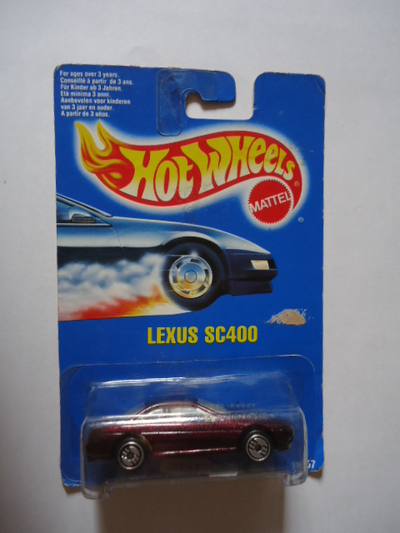 For ages over 3 years.
Conseillé à partir de 3 ans.
Für Kinder ab 3 Jahren.
Età minima 3 anni.
Aanbevolen voor kinderen
van 3 jaar en ouder.
A partir de 3 años.
HOT WHEELS
MATTEL
LEXUS SC400